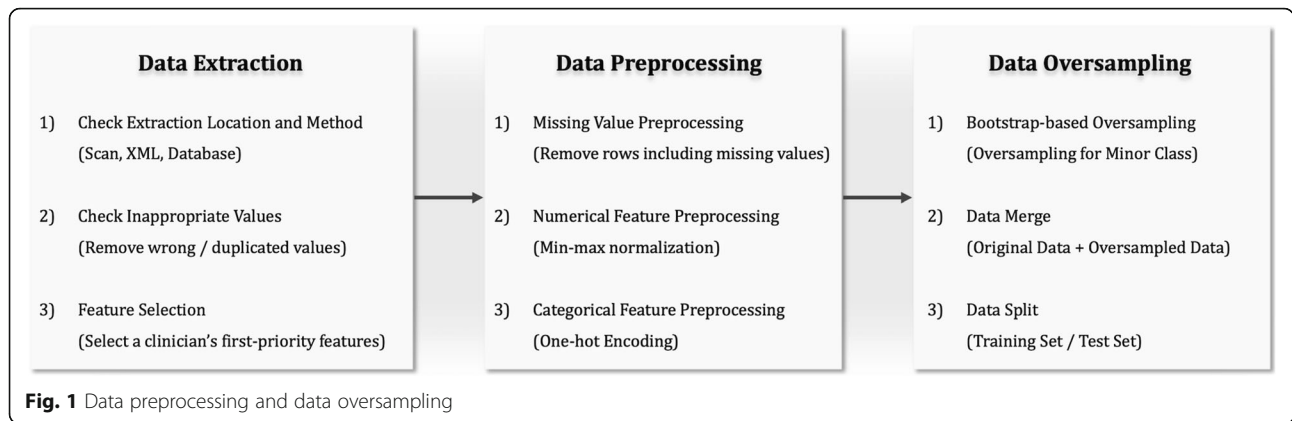 Data Extraction
1) Check Extraction Location and Method
(Scan, XML, Database)
2) Check Inappropriate Values
(Remove wrong / duplicated values)
3) Feature Selection
(Select a clinician's first-priority features)
Data Preprocessing
1) Missing Value Preprocessing
(Remove rows including missing values)
2) Numerical Feature Preprocessing
(Min-max normalization)
3) Categorical Feature Preprocessing
(One-hot Encoding)
Data Oversampling
1) Bootstrap-based Oversampling
(Oversampling for Minor Class)
2) Data Merge
(Original Data + Oversampled Data)
3) Data Split
(Training Set / Test Set)
Fig. 1 Data preprocessing and data oversampling